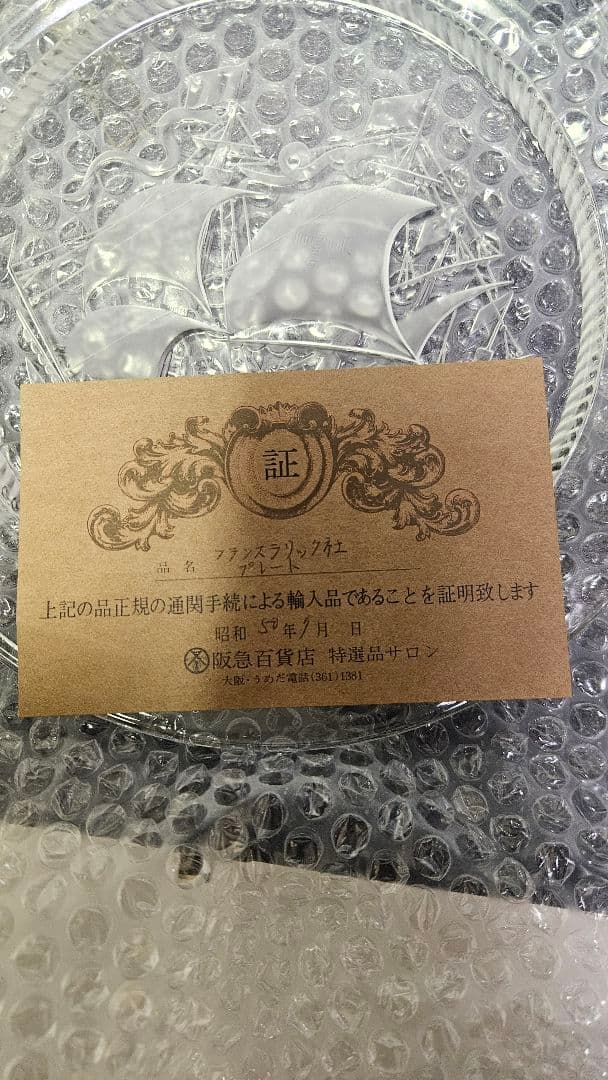 証
フランスラリック社
品名 プレート
上記の品正規の通関手続による輸入品であることを証明致します
昭和 50 年 9 月 日
阪急百貨店 特選品サロン
大阪・うめだ電話(361)1381